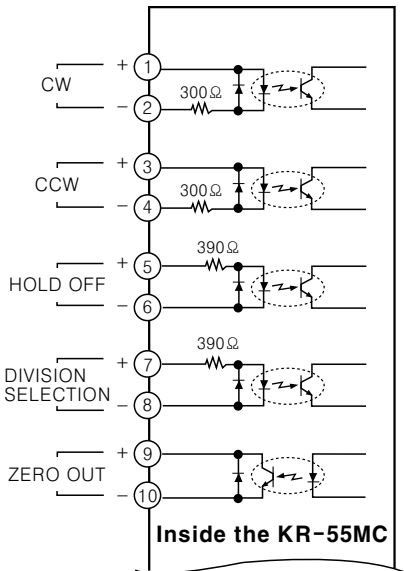 CW
+ 1
300Ω
− 2
CCW
+ 3
300Ω
− 4
390Ω
HOLD OFF
+ 5
− 6
390Ω
DIVISION
SELECTION
+ 7
− 8
ZERO OUT
+ 9
− 10
Inside the KR-55MC